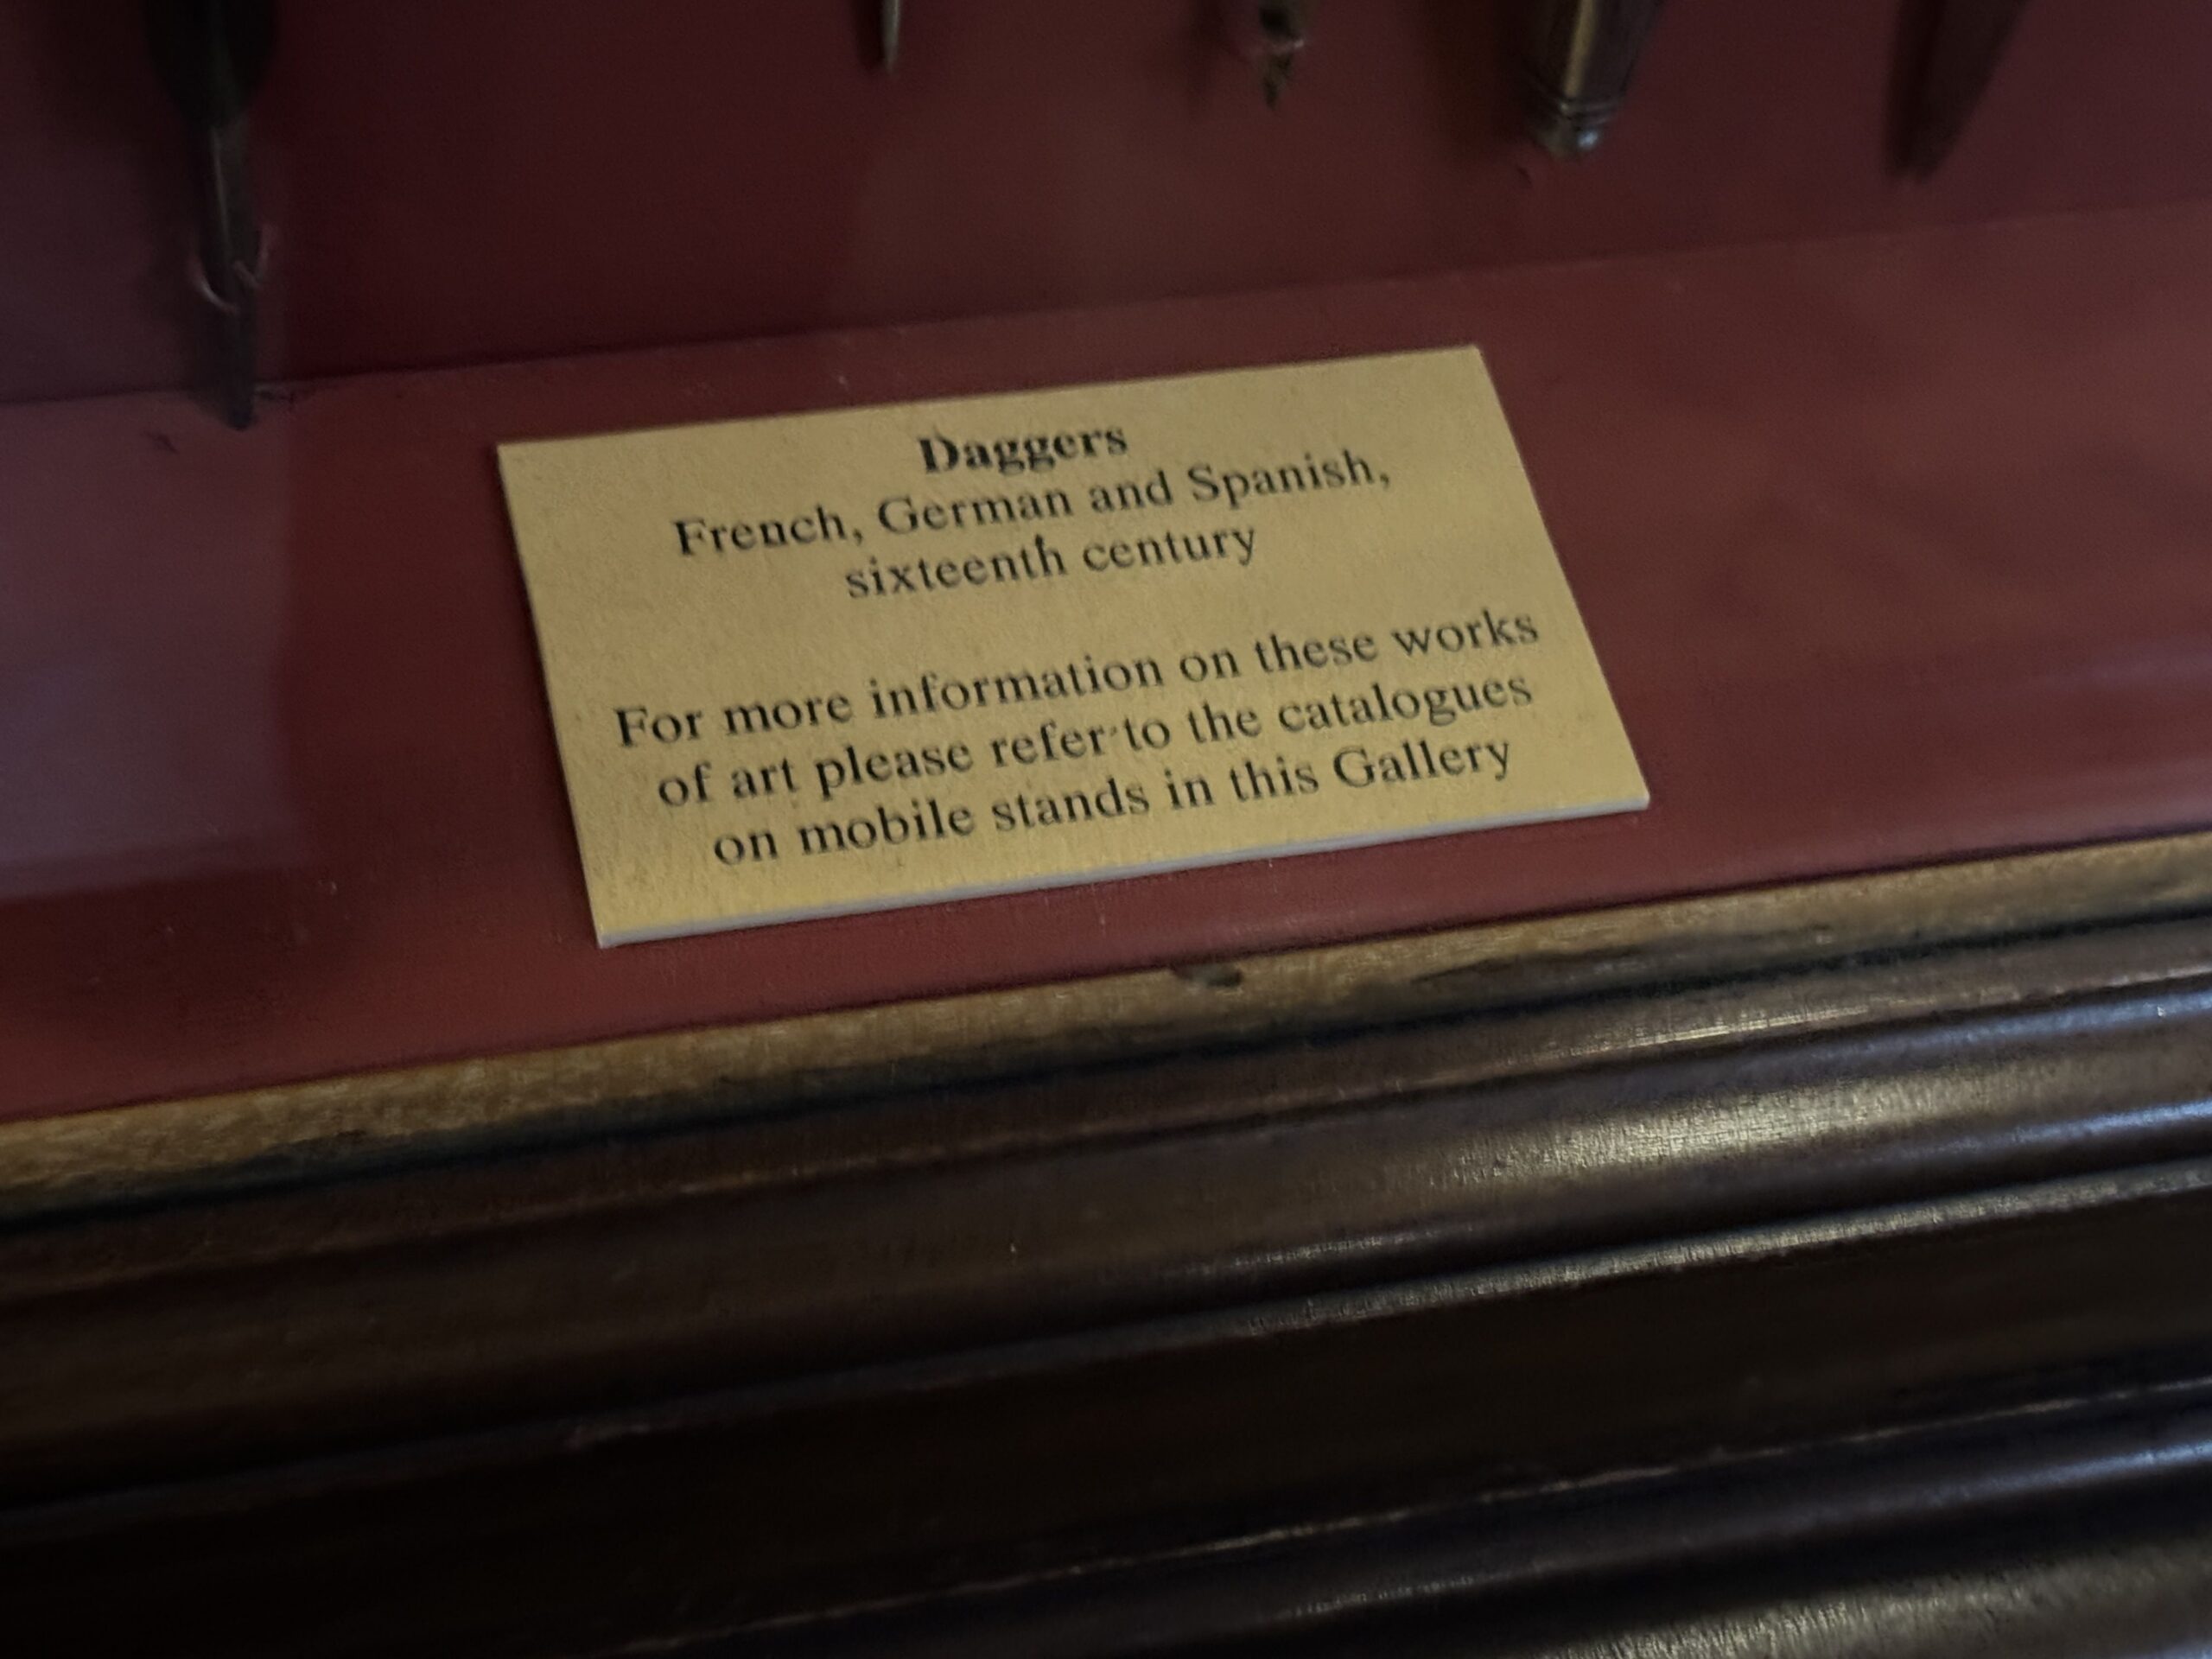 Daggers
French, German and Spanish,
sixteenth century
For more information on these works
of art please refer to the catalogues
on mobile stands in this Gallery